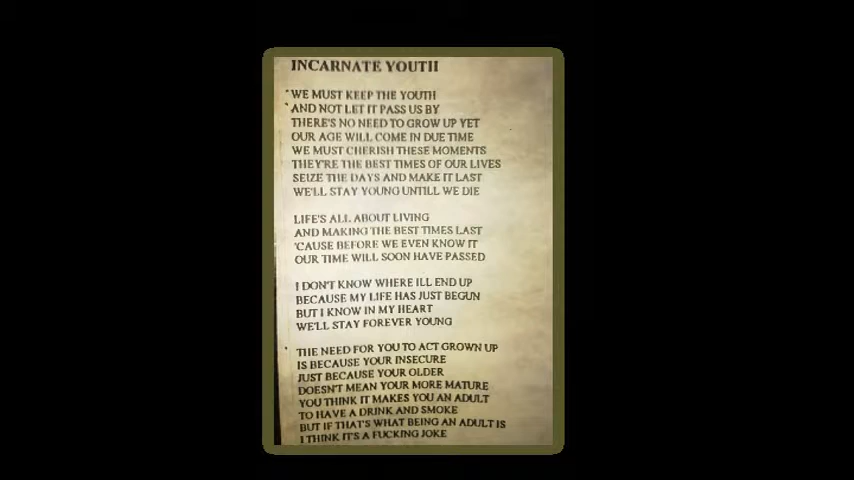 INCARNATE YOUTH
WE MUST KEEP THE YOUTH
AND NOT LET IT PASS US BY
THERE'S NO NEED TO GROW UP YET
OUR AGE WILL COME IN DUE TIME
WE MUST CHERISH THESE MOMENTS
THEY'RE THE BEST TIMES OF OUR LIVES
SEIZE THE DAYS AND MAKE IT LAST
WE'LL STAY YOUNG UNTILL WE DIE
LIFE'S ALL ABOUT LIVING
AND MAKING THE BEST TIMES LAST
'CAUSE BEFORE WE EVEN KNOW IT
OUR TIME WILL SOON HAVE PASSED
I DON'T KNOW WHERE ILL END UP
BECAUSE MY LIFE HAS JUST BEGUN
BUT I KNOW IN MY HEART
WE'LL STAY FOREVER YOUNG
THE NEED FOR YOU TO ACT GROWN UP
IS BECAUSE YOUR INSECURE
JUST BECAUSE YOUR OLDER
DOESN'T MEAN YOUR MORE MATURE
YOU THINK IT MAKES YOU AN ADULT
TO HAVE A DRINK AND SMOKE
BUT IF THAT'S WHAT BEING AN ADULT IS
I THINK IT'S A FUCKING JOKE